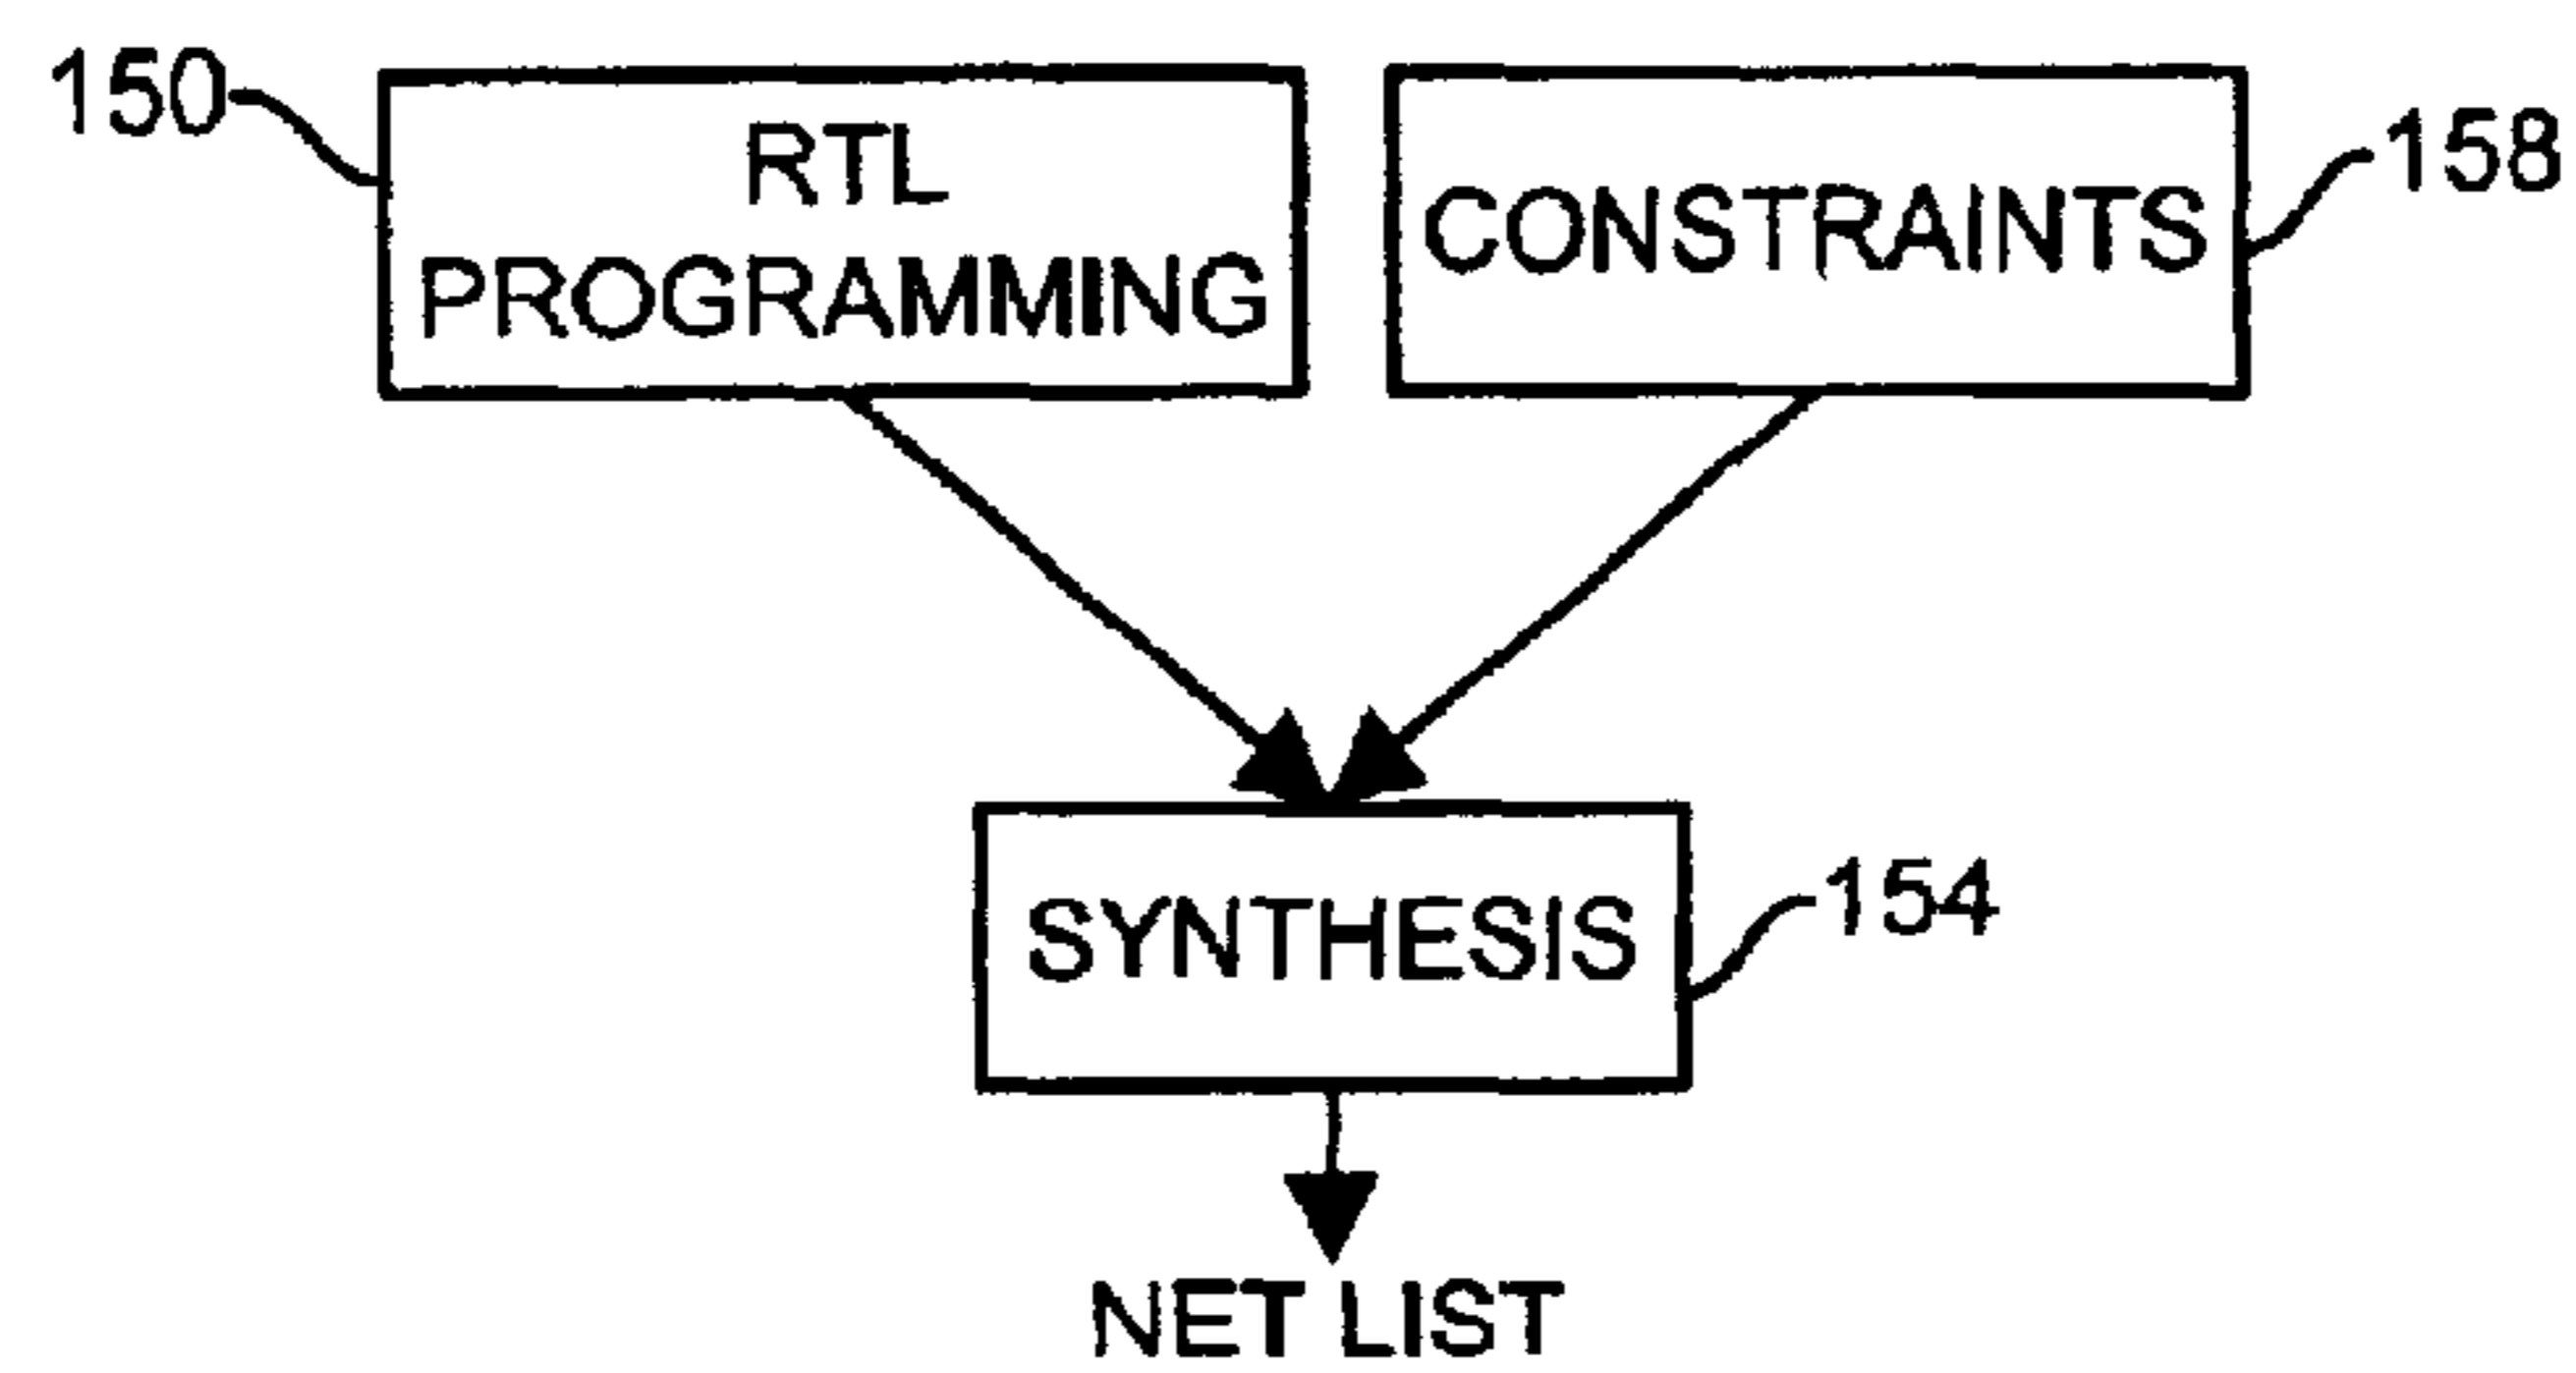 150
RTL
PROGRAMMING
CONSTRAINTS
158
SYNTHESIS
154
NET LIST